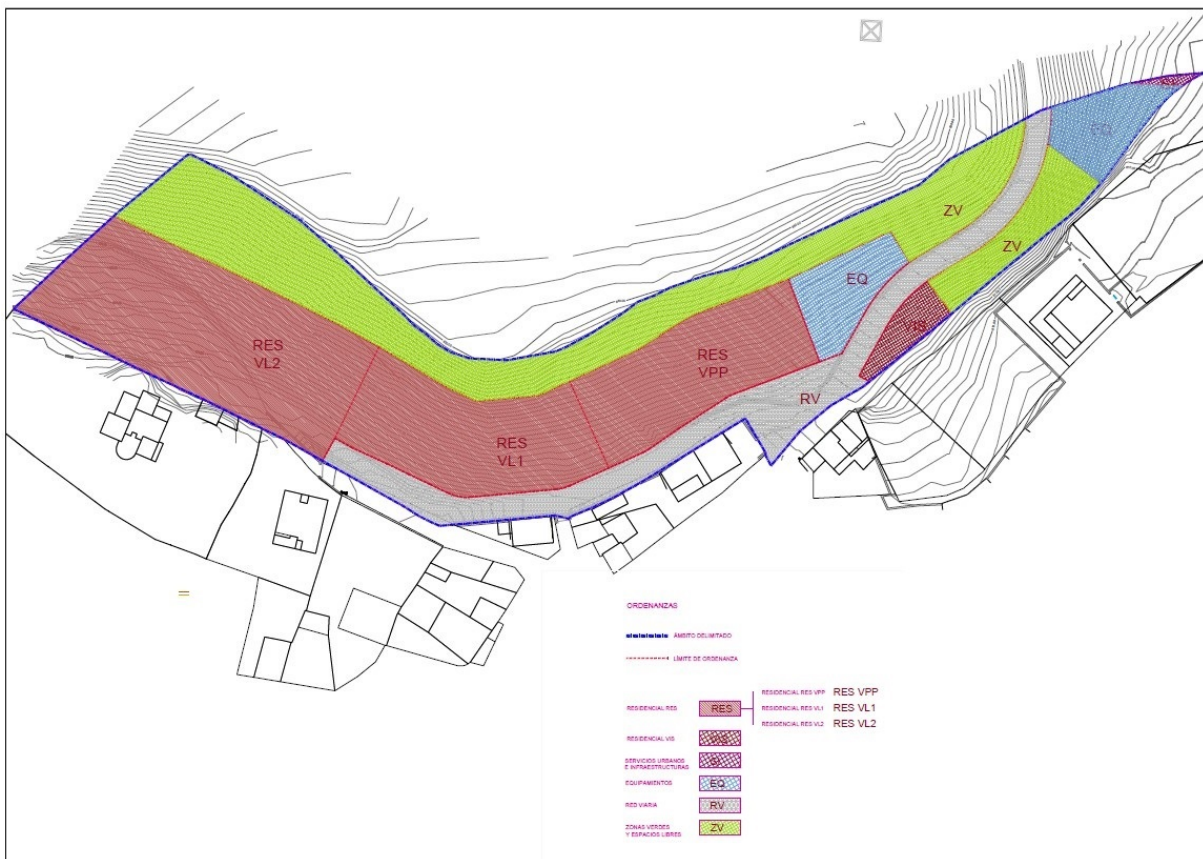 EQ
ZV
ZV
EQ
VIS
RES
VPP
RES
VL2
RV
RES
VL1
ORDENANZAS
ÁMBITO DELIMITADO
LÍMITE DE ORDENANZA
RESIDENCIAL RES VPP RES VPP
RESIDENCIAL RES RES RESIDENCIAL RES VL1 RES VL1
RESIDENCIAL RES VL2 RES VL2
RESIDENCIAL VIS VIS
SERVICIOS URBANOS
E INFRAESTRUCTURAS
EQUIPAMIENTOS EQ
RED VIARIA RV
ZONAS VERDES
Y ESPACIOS LIBRES ZV